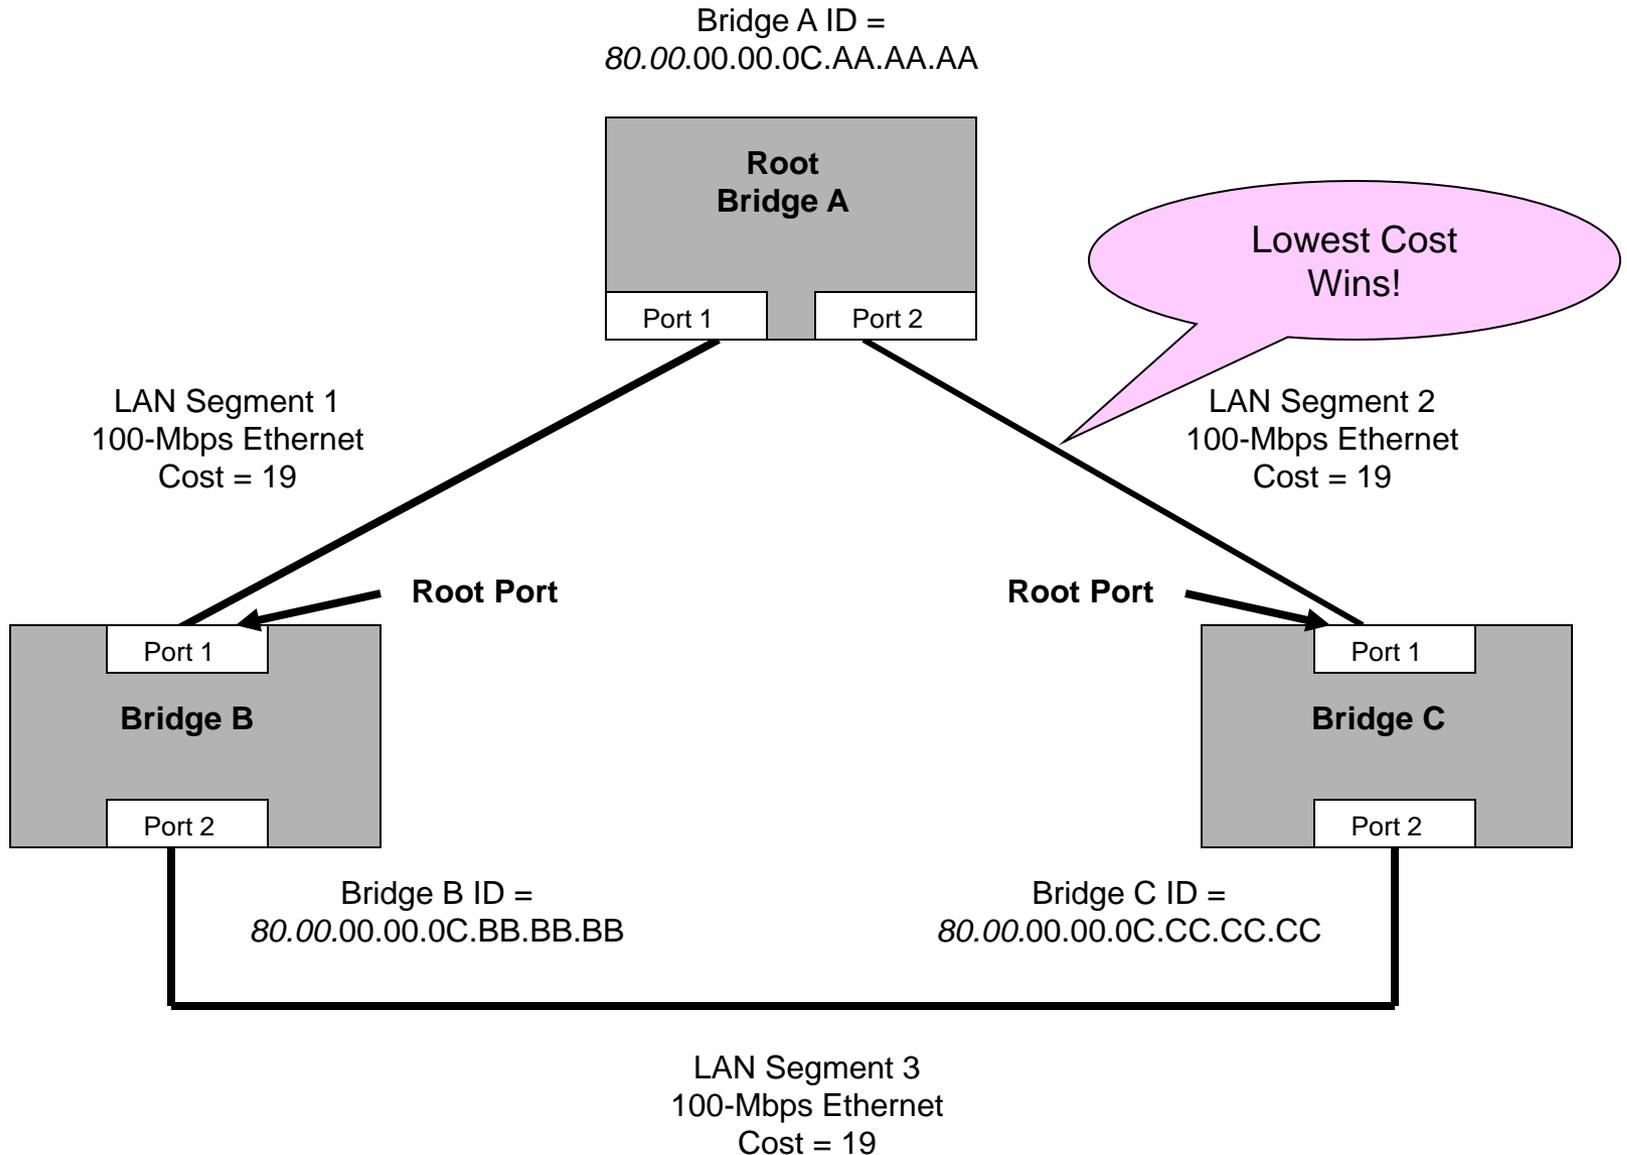 Bridge A ID =
80.00.00.00.0C.AA.AA.AA
Root
Bridge A
Lowest Cost
Wins!
Port 1
Port 2
LAN Segment 1
100-Mbps Ethernet
Cost = 19
LAN Segment 2
100-Mbps Ethernet
Cost = 19
Root Port
Root Port
Port 1
Bridge B
Port 2
Port 1
Bridge C
Port 2
Bridge B ID =
80.00.00.00.0C.BB.BB.BB
Bridge C ID =
80.00.00.00.0C.CC.CC.CC
LAN Segment 3
100-Mbps Ethernet
Cost = 19